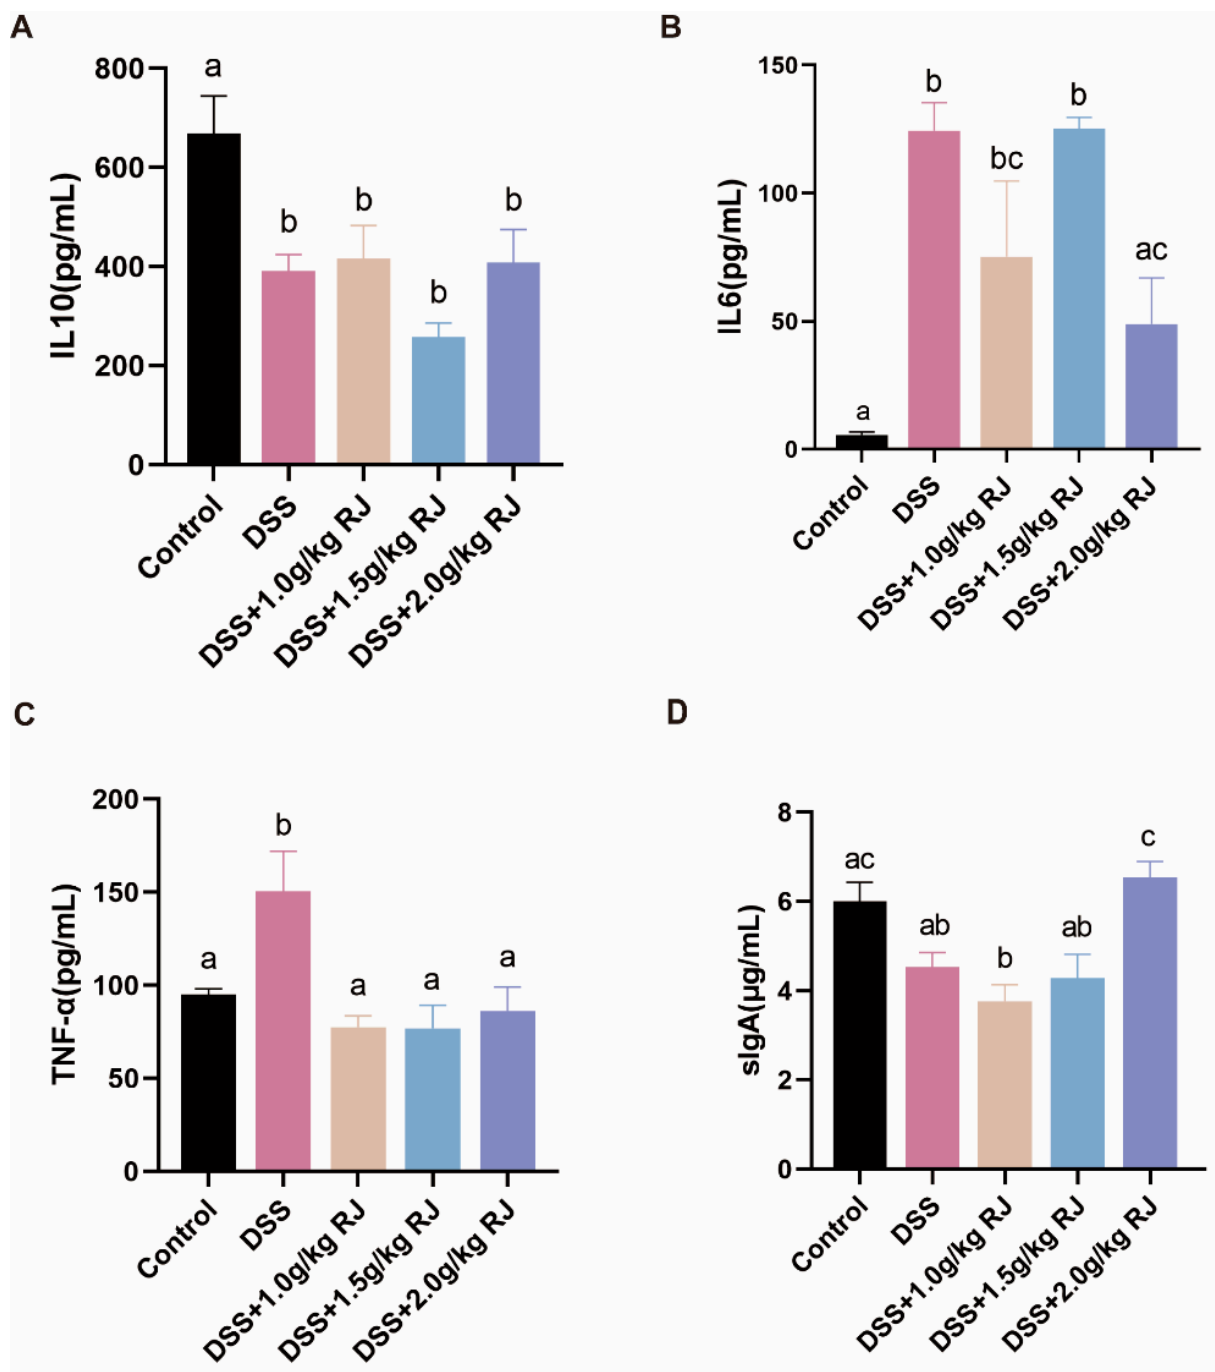 A
IL10(pg/mL)
800
600
400
200
0
a
b
b
b
b
Control
DSS
DSS+1.0g/kg RJ
DSS+1.5g/kg RJ
DSS+2.0g/kg RJ
B
IL6(pg/mL)
150
100
50
0
a
b
bc
b
ac
Control
DSS
DSS+1.0g/kg RJ
DSS+1.5g/kg RJ
DSS+2.0g/kg RJ
C
TNF-α(pg/mL)
200
150
100
50
0
a
b
a
a
a
Control
DSS
DSS+1.0g/kg RJ
DSS+1.5g/kg RJ
DSS+2.0g/kg RJ
D
sIgA(μg/mL)
8
6
4
2
0
ac
ab
b
ab
c
Control
DSS
DSS+1.0g/kg RJ
DSS+1.5g/kg RJ
DSS+2.0g/kg RJ